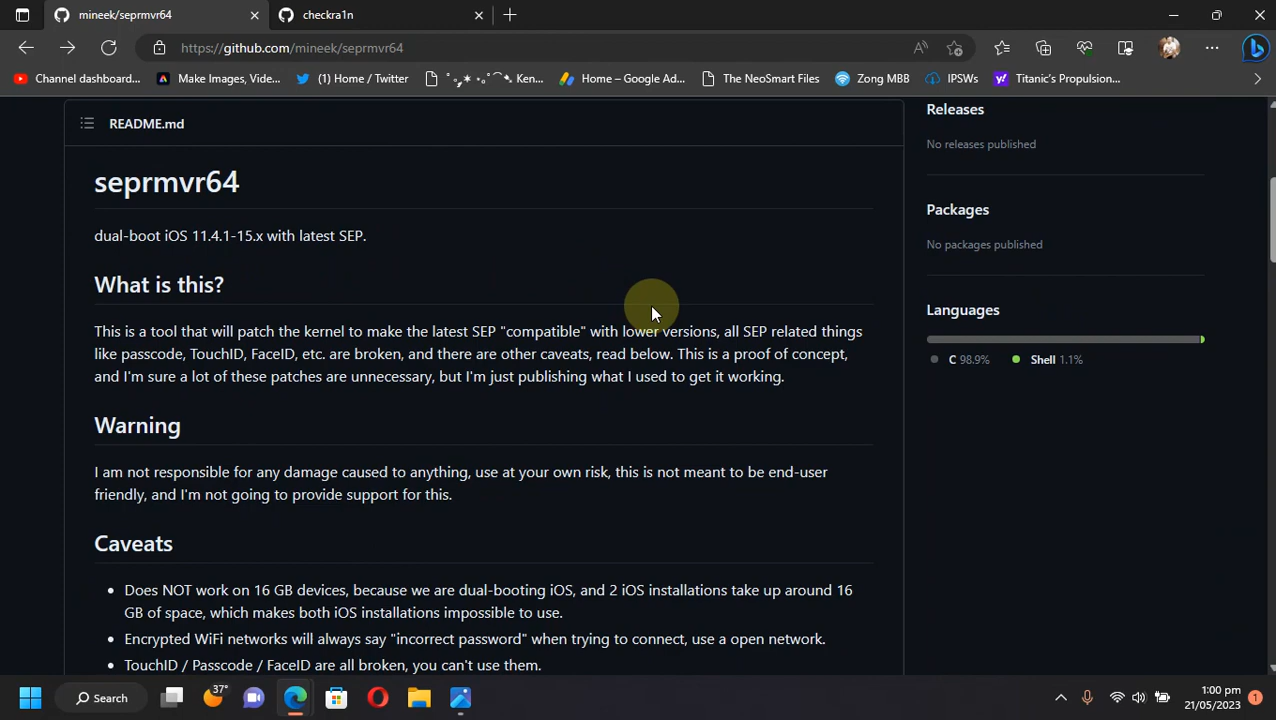 mineek/seprmvr64
checkra1n
https://github.com/mineek/seprmvr64
Channel dashboard...
Make Images, Vide...
(1) Home / Twitter
Home – Google Ad...
The NeoSmart Files
Zong MBB
IPSWs
Titanic's Propulsion...
README.md
seprmvr64
dual-boot iOS 11.4.1-15.x with latest SEP.
What is this?
This is a tool that will patch the kernel to make the latest SEP "compatible" with lower versions, all SEP related things
like passcode, TouchID, FaceID, etc. are broken, and there are other caveats, read below. This is a proof of concept,
and I'm sure a lot of these patches are unnecessary, but I'm just publishing what I used to get it working.
Warning
I am not responsible for any damage caused to anything, use at your own risk, this is not meant to be end-user
friendly, and I'm not going to provide support for this.
Caveats
Does NOT work on 16 GB devices, because we are dual-booting iOS, and 2 iOS installations take up around 16
GB of space, which makes both iOS installations impossible to use.
Encrypted WiFi networks will always say "incorrect password" when trying to connect, use a open network.
TouchID / Passcode / FaceID are all broken, you can't use them.
Releases
No releases published
Packages
No packages published
Languages
C 98.9%
Shell 1.1%
Search
37°
1:00 pm
21/05/2023
1